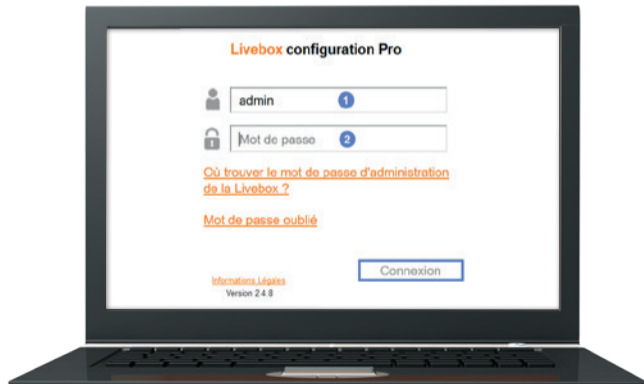 Livebox configuration Pro
admin 1
Mot de passe 2
Où trouver le mot de passe d'administration
de la Livebox ?
Mot de passe oublié
Connexion
Informations Légales
Version 2.4.8